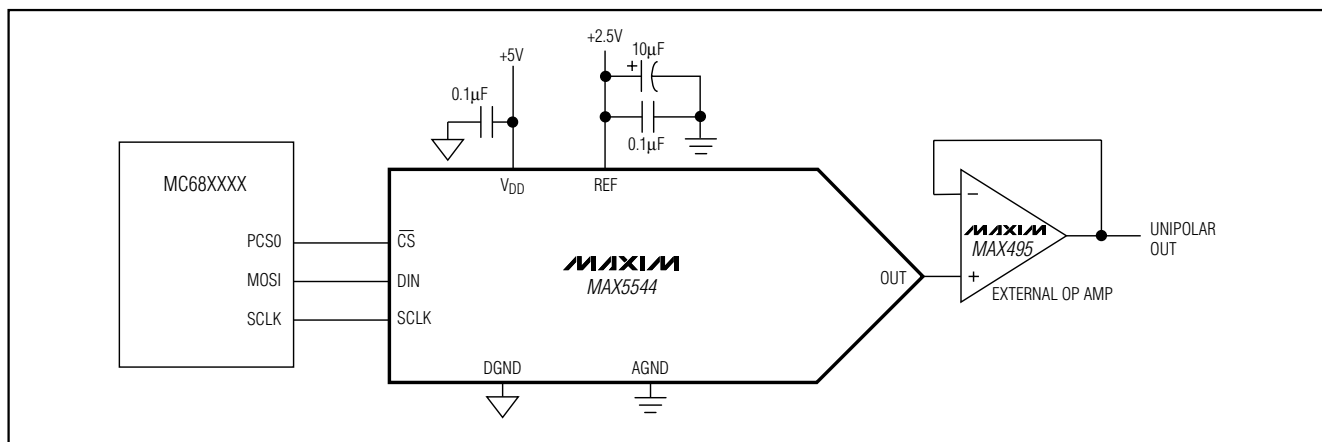 +2.5V
+5V
10µF
+
0.1µF
0.1µF
MC68XXXX
VDD
REF
PCS0
CS
MOSI
DIN
SCLK
SCLK
MAXIM
MAX5544
OUT
DGND
AGND
−
MAXIM
MAX495
+
EXTERNAL OP AMP
UNIPOLAR
OUT